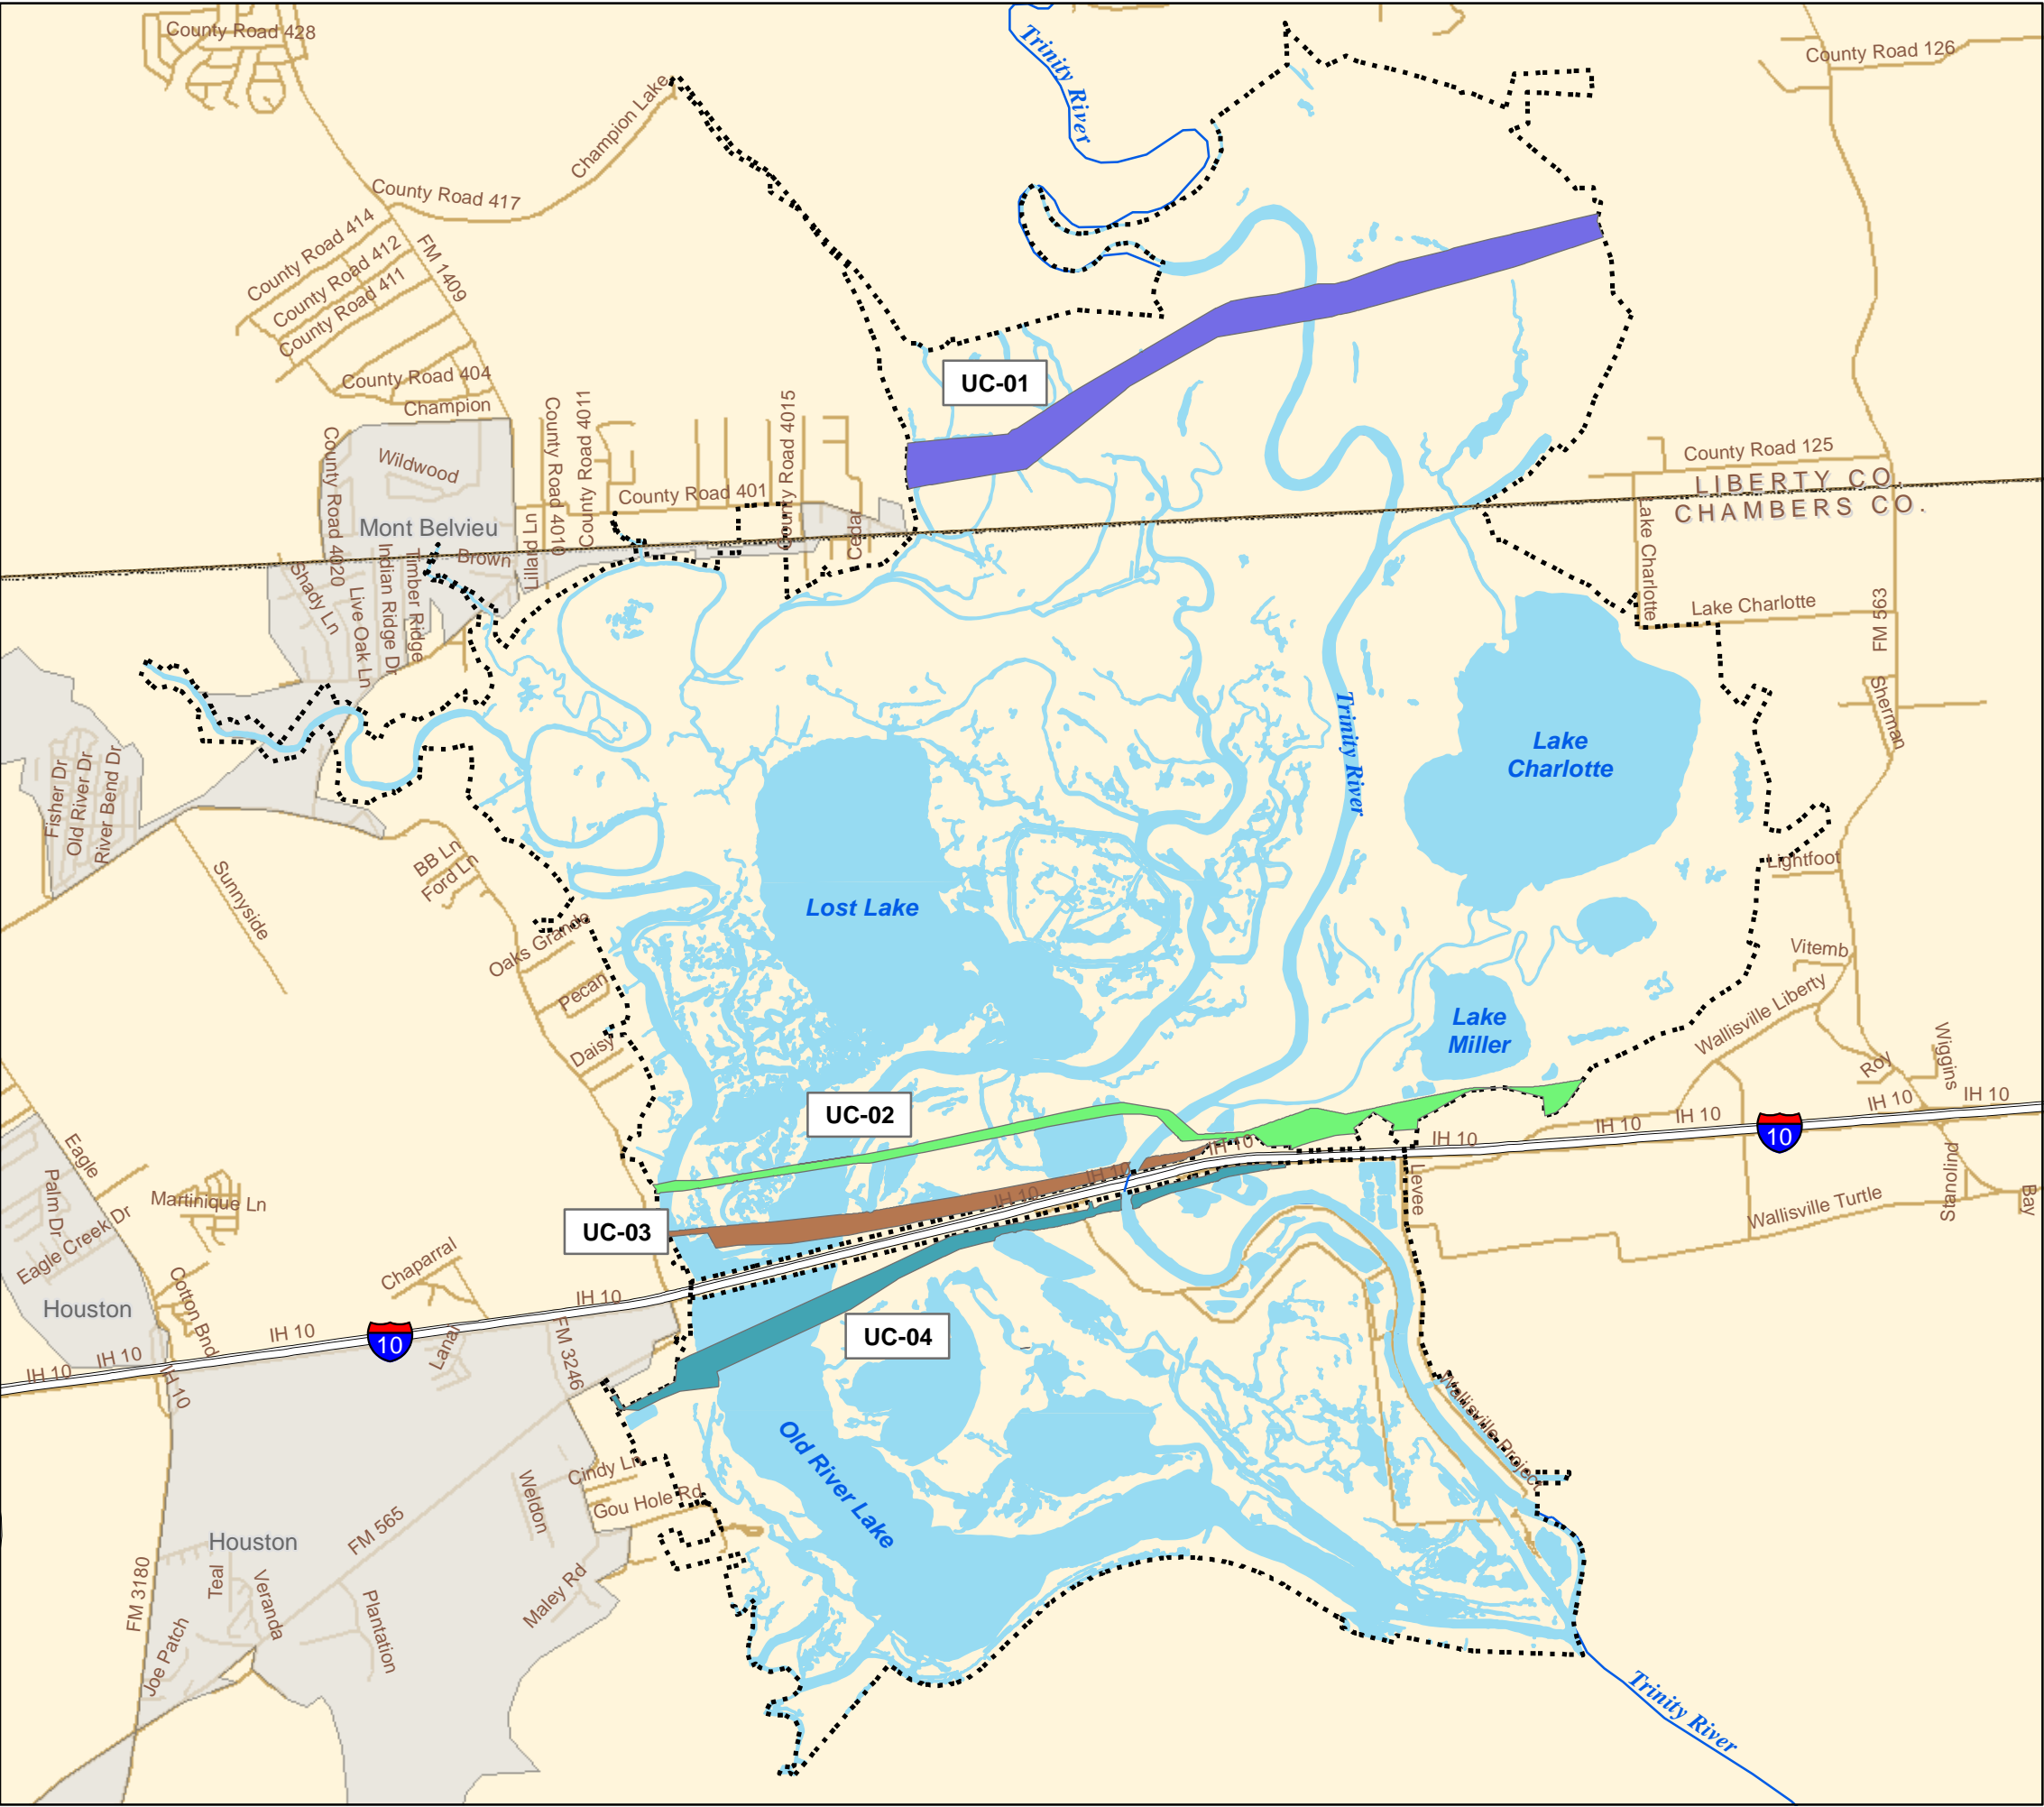 County Road 428
Trinity River
County Road 126
Champion Lake
County Road 417
County Road 414
County Road 412
County Road 411
FM 1409
County Road 404
Champion
UC-01
County Road 4011
County Road 4010
County Road 4015
County Road 401
County Road 125
LIBERTY CO.
CHAMBERS CO.
Wildwood
County Road 4020
Mont Belvieu
Brown
Cedar
Lake Charlotte
Lake Charlotte
FM 563
Shady Ln
Live Oak Ln
Indian Ridge Dr
Timber Ridge
Sherman
Trinity River
Lake
Charlotte
Fisher Dr
Old River Dr
River Bend Dr
BB Ln
Ford Ln
Sunnyside
Lightfoot
Lost Lake
Oaks Grande
Pecan
Vitemb
Wallisville Liberty
Lake
Miller
Daisy
Roy
Wiggins
UC-02
IH 10
IH 10
IH 10
IH 10
IH 10
10
IH 10
IH 10
IH 10
Eagle
Palm Dr
Eagle Creek Dr
Martinique Ln
Levee
Stanolind
Bay
Wallisville Turtle
UC-03
Chaparral
Cotton Bnd
Houston
IH 10
IH 10
10
IH 10
IH 10
IH 10
Lanai
FM 3246
UC-04
Wallisville Project
Old River Lake
Cindy Ln
Gou Hole Rd
Weldon
FM 565
Houston
FM 3180
Teal
Veranda
Plantation
Maley Rd
Joe Patch
Trinity River